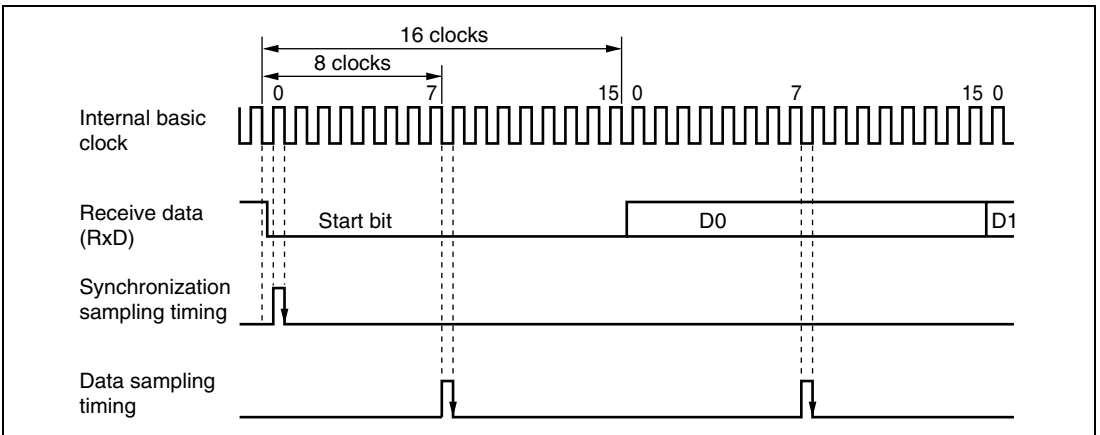 16 clocks
8 clocks
0 7 15 0 7 15 0
Internal basic
clock
Receive data
(RxD)
Start bit D0 D1
Synchronization
sampling timing
Data sampling
timing